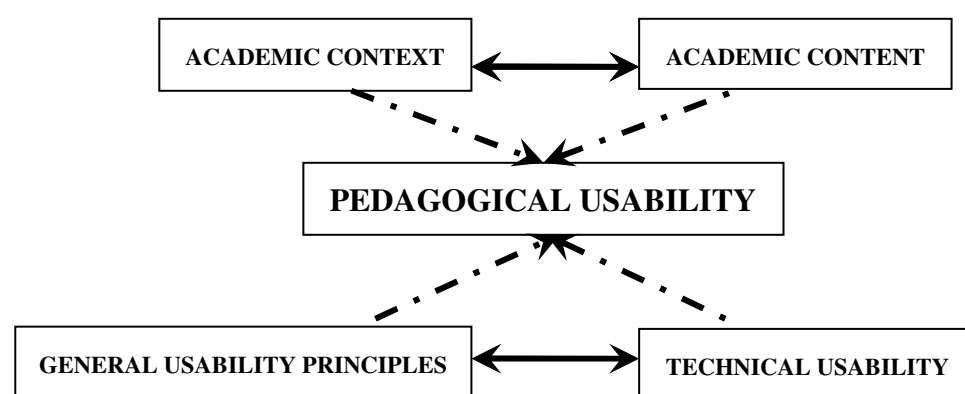 ACADEMIC CONTEXT
ACADEMIC CONTENT
PEDAGOGICAL USABILITY
GENERAL USABILITY PRINCIPLES
TECHNICAL USABILITY